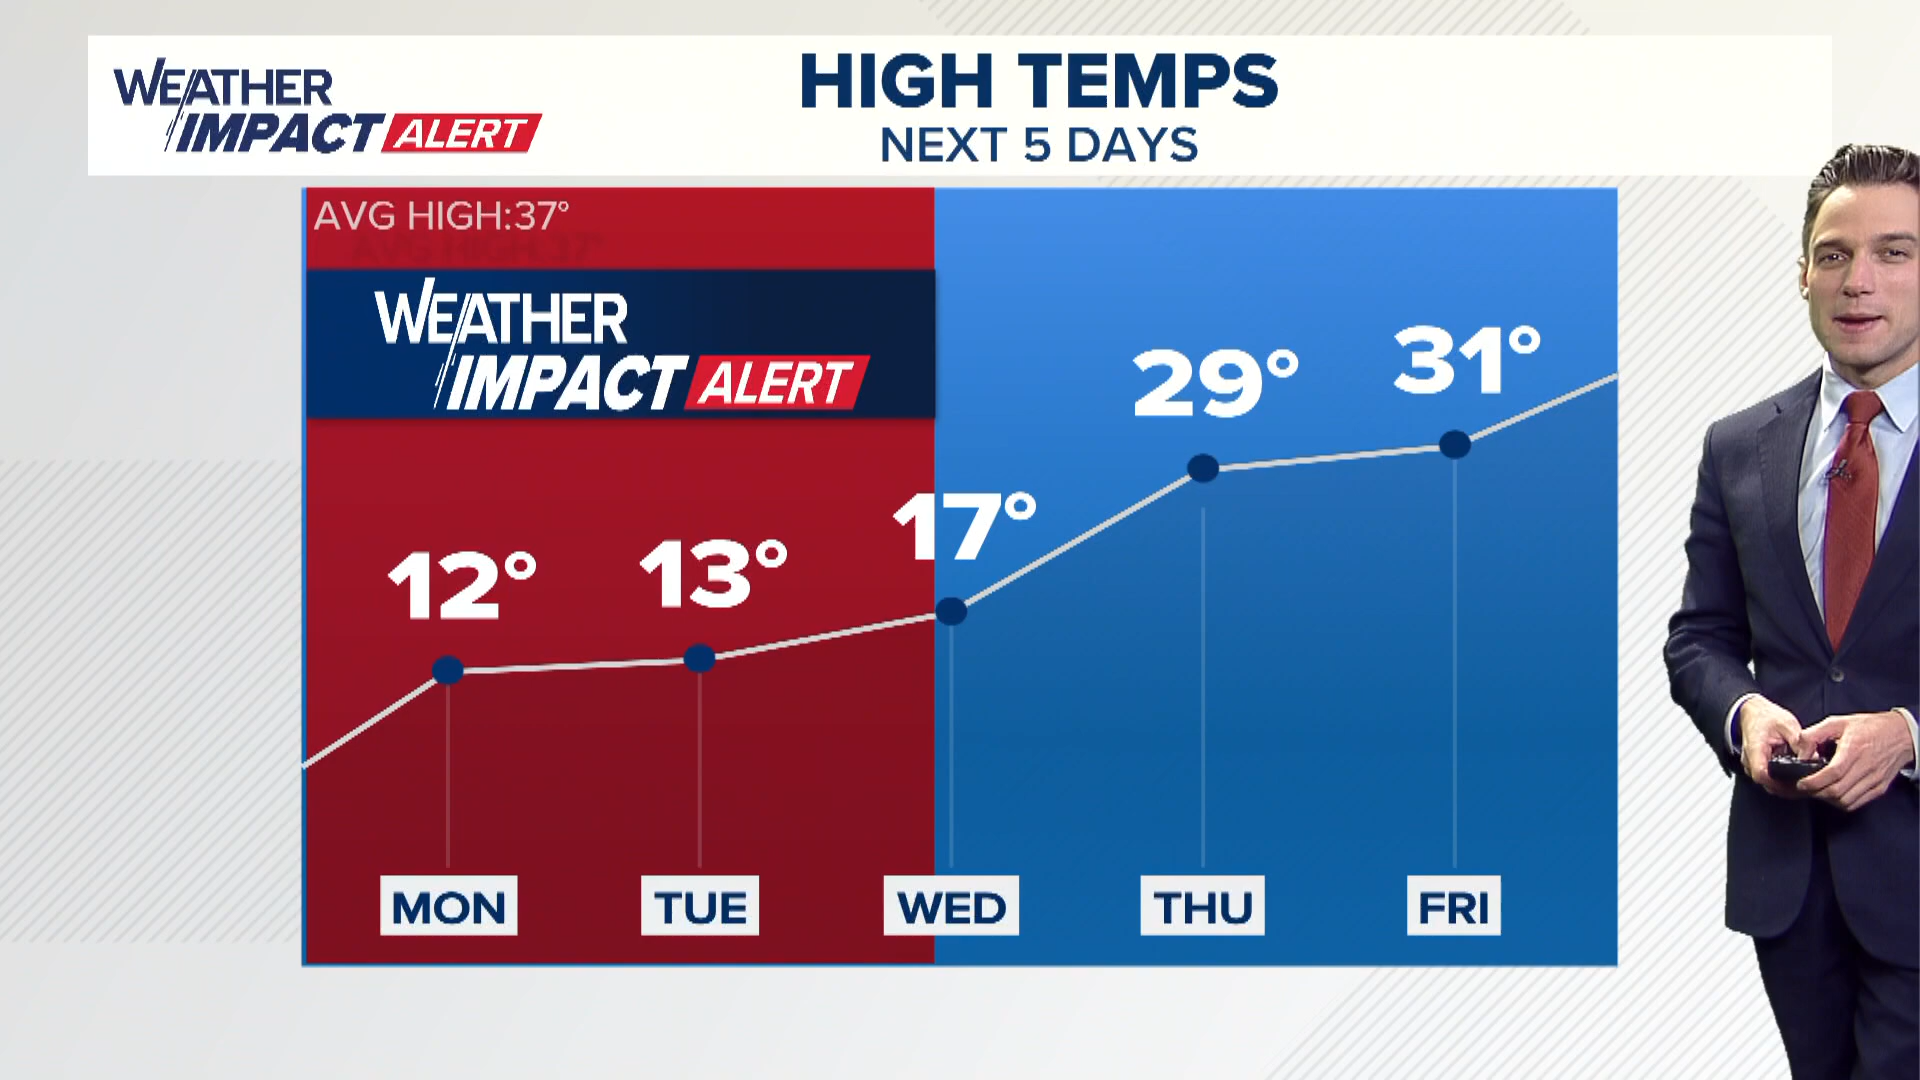 WEATHER
IMPACT ALERT
HIGH TEMPS
NEXT 5 DAYS
AVG HIGH:37°
WEATHER
IMPACT ALERT
12°
13°
17°
29°
31°
MON
TUE
WED
THU
FRI